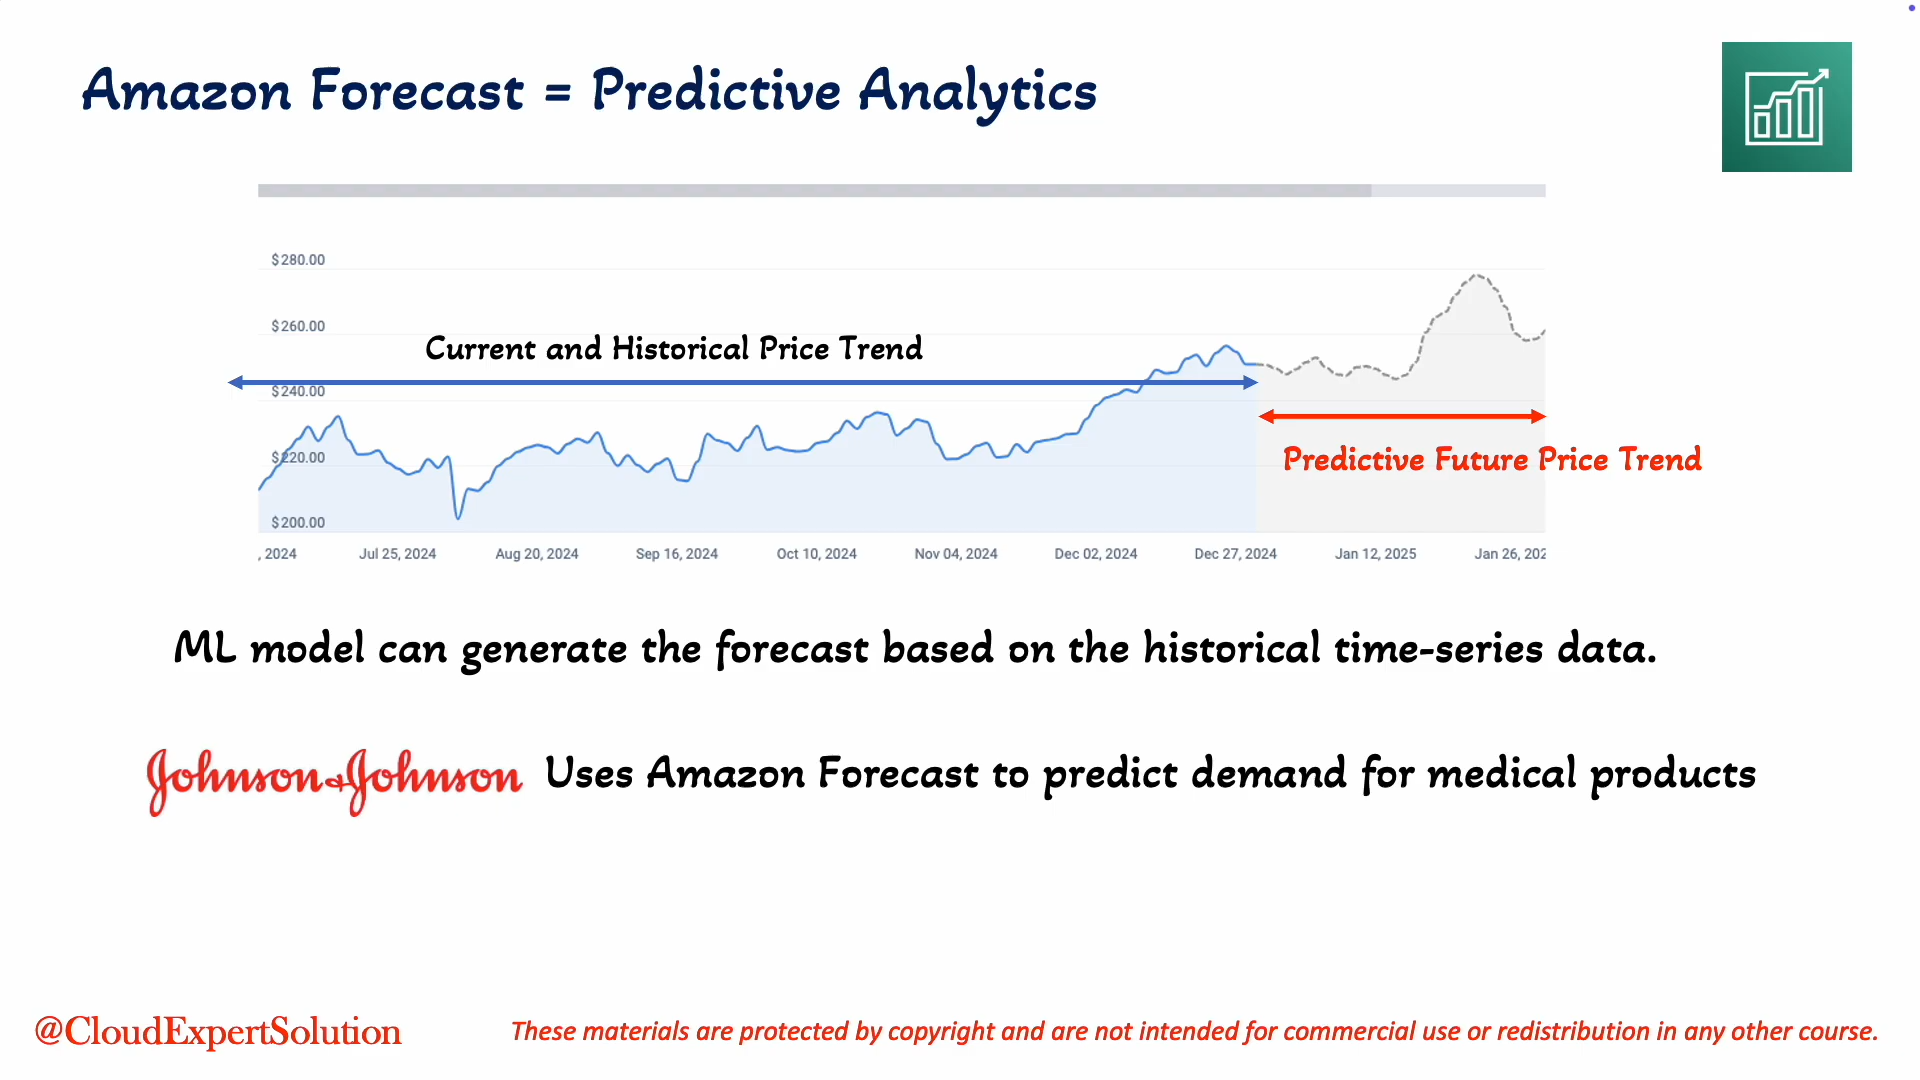 Amazon Forecast = Predictive Analytics
$280.00
$260.00
Current and Historical Price Trend
$240.00
$220.00
Predictive Future Price Trend
$200.00
, 2024 Jul 25, 2024 Aug 20, 2024 Sep 16, 2024 Oct 10, 2024 Nov 04, 2024 Dec 02, 2024 Dec 27, 2024 Jan 12, 2025 Jan 26, 202
ML model can generate the forecast based on the historical time-series data.
Johnson & Johnson Uses Amazon Forecast to predict demand for medical products
@CloudExpertSolution These materials are protected by copyright and are not intended for commercial use or redistribution in any other course.